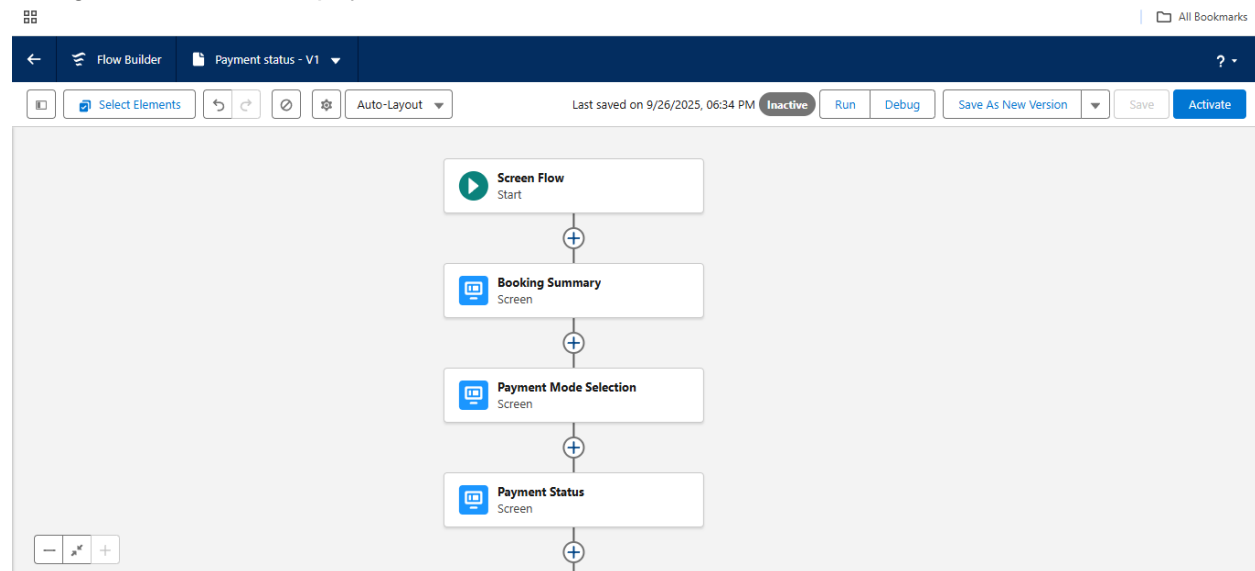 All Bookmarks
Flow Builder
Payment status - V1
?
Select Elements
Auto-Layout
Last saved on 9/26/2025, 06:34 PM
Inactive
Run
Debug
Save As New Version
Save
Activate
Screen Flow
Start
Booking Summary
Screen
Payment Mode Selection
Screen
Payment Status
Screen